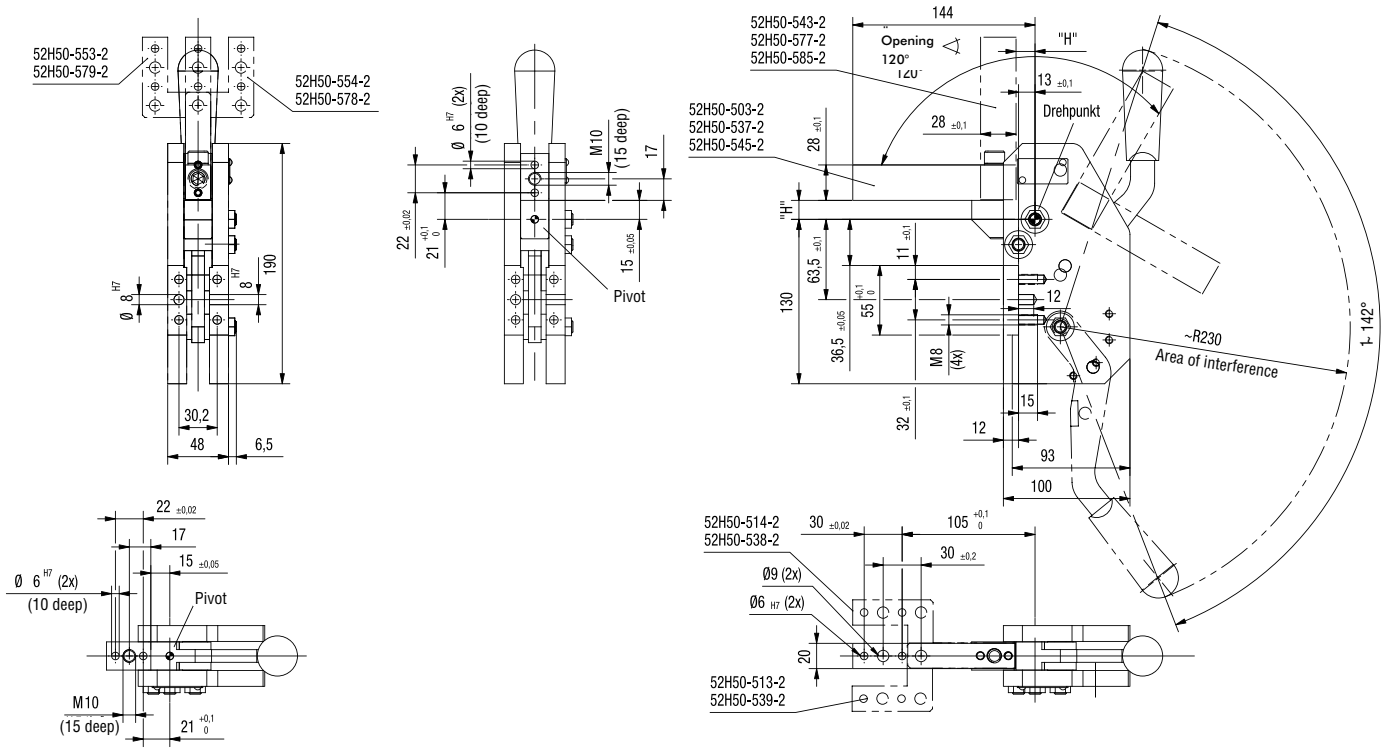 52H50-553-2
52H50-579-2
52H50-554-2
52H50-578-2
Ø 8 H7
8 H7
190
30,2
48
6,5
Ø 6 H7 (2x)
(10 deep)
M10
(15 deep)
17
22 ±0,02
21 +0,1 0
15 ±0,05
Pivot
52H50-543-2
52H50-577-2
52H50-585-2
144
Opening
120°
120°
"H"
13 ±0,1
Drehpunkt
52H50-503-2
52H50-537-2
52H50-545-2
28 ±0,1
28 ±0,1
"H"
130
63,5 ±0,1
11 ±0,1
36,5 ±0,05
55 +0,1 0
12
M8
(4x)
32 ±0,1
15
12
93
100
~R230
Area of interference
~ 142°
22 ±0,02
17
15 ±0,05
Ø 6 H7 (2x)
(10 deep)
Pivot
M10
(15 deep)
21 +0,1 0
52H50-514-2
52H50-538-2
30 ±0,02
105 +0,1 0
30 ±0,2
Ø9 (2x)
Ø6 H7 (2x)
20
52H50-513-2
52H50-539-2